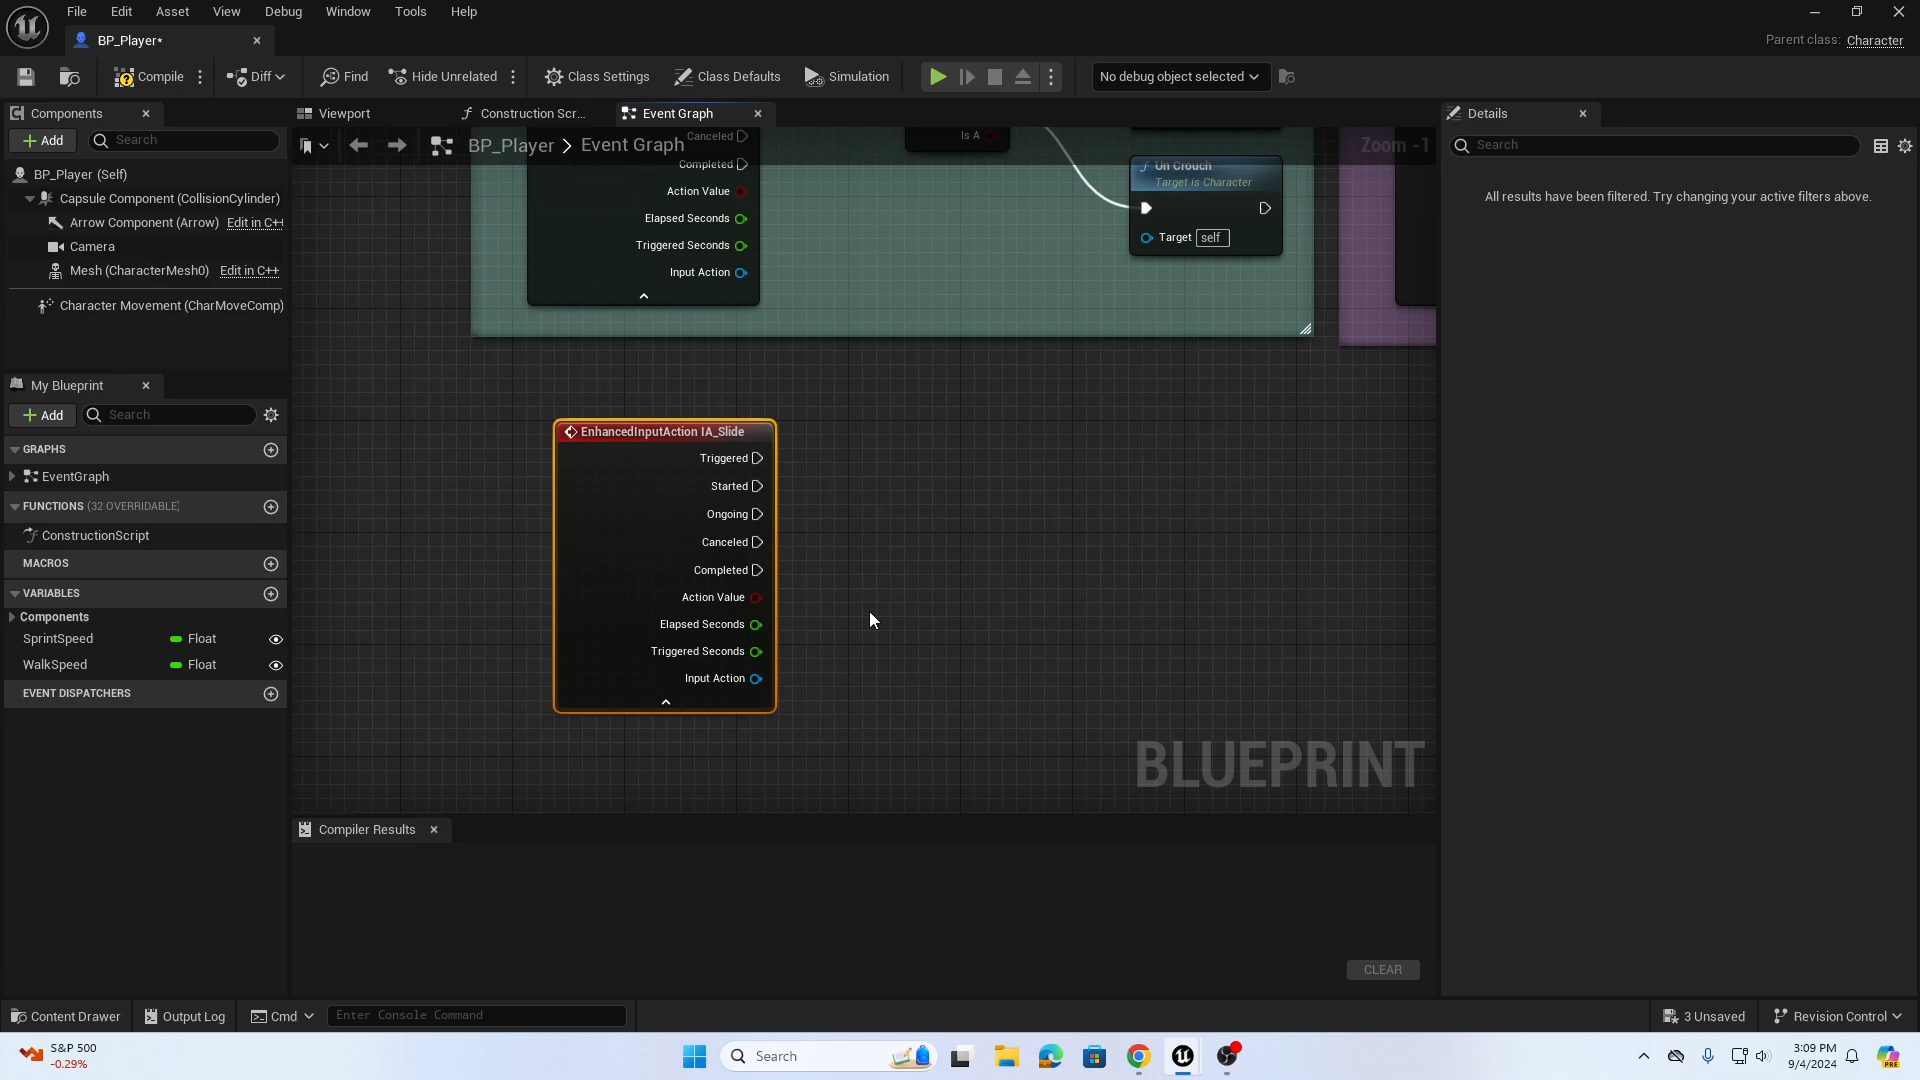 File Edit Asset View Debug Window Tools Help
BP_Player*
Parent class: Character
Compile Diff Find Hide Unrelated Class Settings Class Defaults Simulation No debug object selected
Components
Viewport Construction Scr... Event Graph
Details
Add Search
BP_Player > Event Graph
Zoom -1
Search
BP_Player (Self)
Capsule Component (CollisionCylinder)
Arrow Component (Arrow) Edit in C++
Camera
Mesh (CharacterMesh0) Edit in C++
Character Movement (CharMoveComp)
All results have been filtered. Try changing your active filters above.
Canceled
Completed
Action Value
Elapsed Seconds
Triggered Seconds
Input Action
Is A
On Crouch
Target is Character
Target self
My Blueprint
Add Search
GRAPHS
EventGraph
FUNCTIONS (32 OVERRIDABLE)
ConstructionScript
MACROS
VARIABLES
Components
SprintSpeed Float
WalkSpeed Float
EVENT DISPATCHERS
EnhancedInputAction IA_Slide
Triggered
Started
Ongoing
Canceled
Completed
Action Value
Elapsed Seconds
Triggered Seconds
Input Action
BLUEPRINT
Compiler Results
CLEAR
Content Drawer Output Log Cmd Enter Console Command 3 Unsaved Revision Control
S&P 500
-0.29%
Search
3:09 PM
9/4/2024
PRE